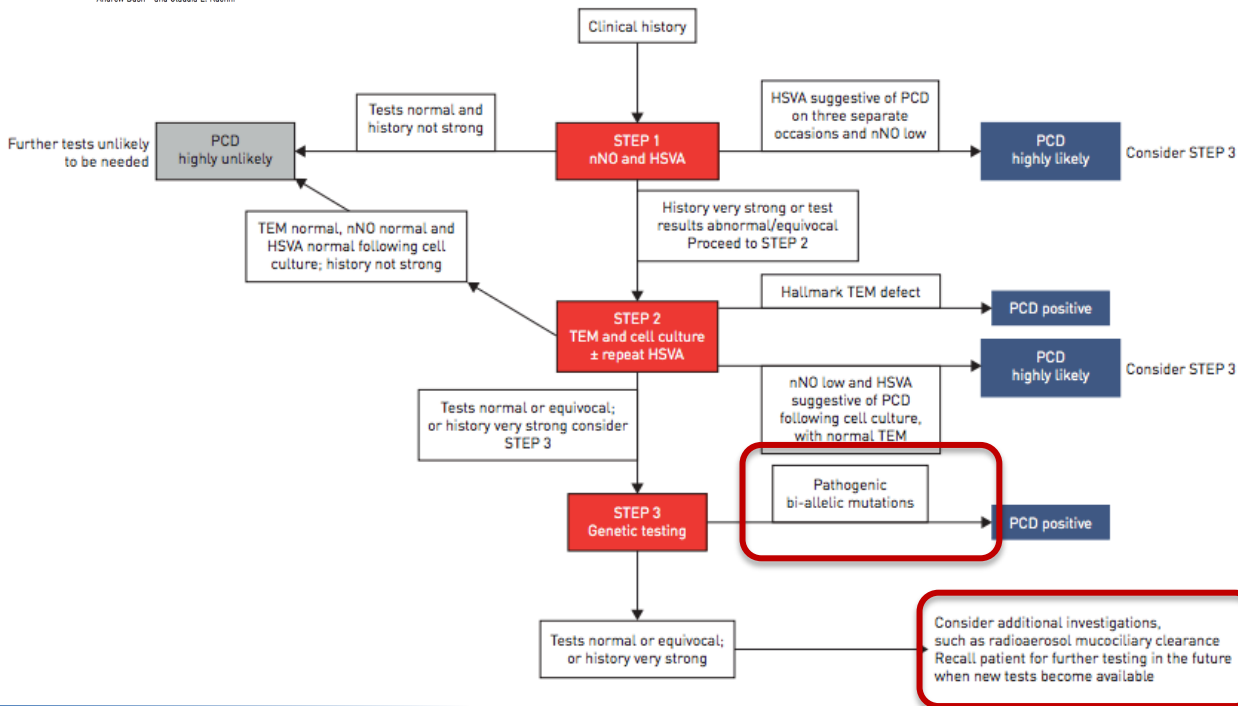 Clinical history
Tests normal and
history not strong
HSVA suggestive of PCD
on three separate
occasions and nNO low
Further tests unlikely
to be needed
PCD
highly unlikely
STEP 1
nNO and HSVA
PCD
highly likely
Consider STEP 3
History very strong or test
results abnormal/equivocal
Proceed to STEP 2
TEM normal, nNO normal and
HSVA normal following cell
culture; history not strong
Hallmark TEM defect
PCD positive
STEP 2
TEM and cell culture
± repeat HSVA
PCD
highly likely
Consider STEP 3
nNO low and HSVA
suggestive of PCD
following cell culture,
with normal TEM
Tests normal or equivocal;
or history very strong consider
STEP 3
Pathogenic
bi-allelic mutations
STEP 3
Genetic testing
PCD positive
Tests normal or equivocal;
or history very strong
Consider additional investigations,
such as radioaerosol mucociliary clearance
Recall patient for further testing in the future
when new tests become available